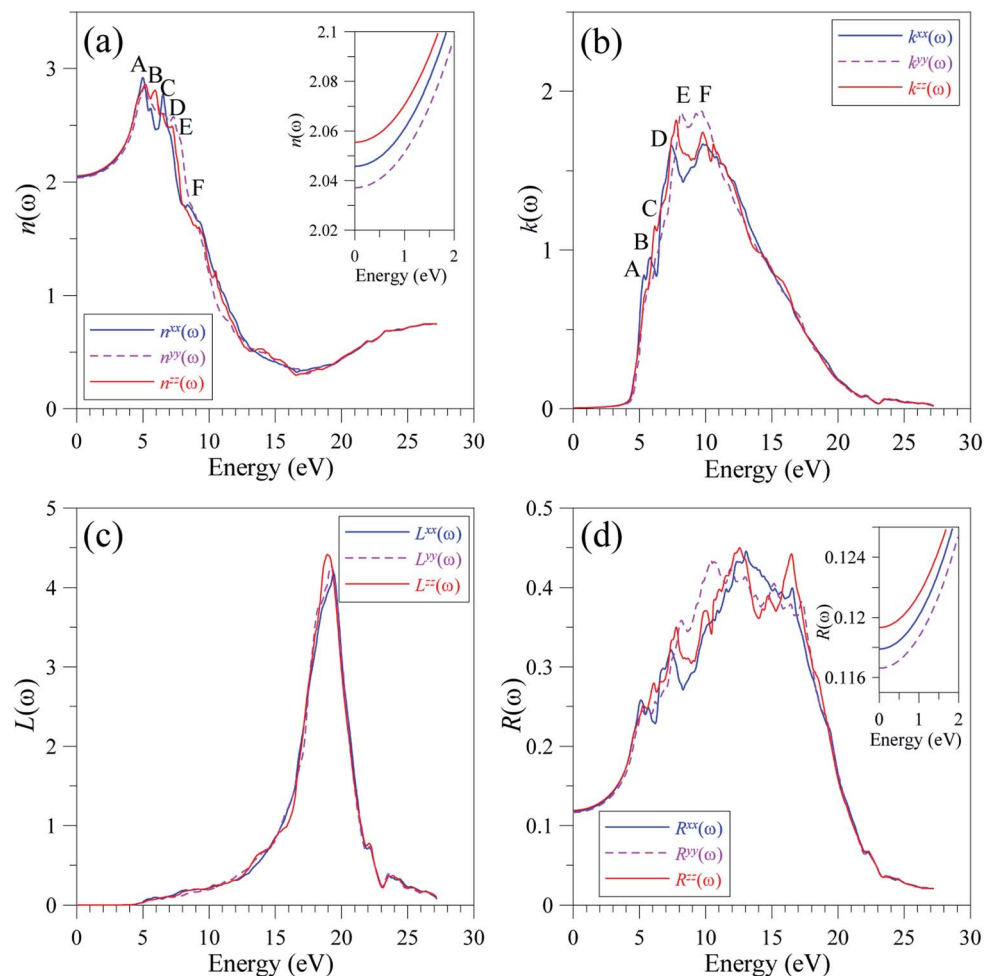 (a)
A
B
C
D
E
F
2.1
2.08
2.06
2.04
2.02
n(ω)
0 1 2
Energy (eV)
3
2
1
0
n(ω)
n^xx(ω)
n^yy(ω)
n^zz(ω)
0 5 10 15 20 25 30
Energy (eV)
(b)
k^xx(ω)
k^yy(ω)
k^zz(ω)
E F
D
C
B
A
2
1
0
k(ω)
0 5 10 15 20 25 30
Energy (eV)
(c)
L^xx(ω)
L^yy(ω)
L^zz(ω)
5
4
3
2
1
0
L(ω)
0 5 10 15 20 25 30
Energy (eV)
(d)
0.124
0.12
0.116
R(ω)
0 1 2
Energy (eV)
0.5
0.4
0.3
0.2
0.1
0
R(ω)
R^xx(ω)
R^yy(ω)
R^zz(ω)
0 5 10 15 20 25 30
Energy (eV)